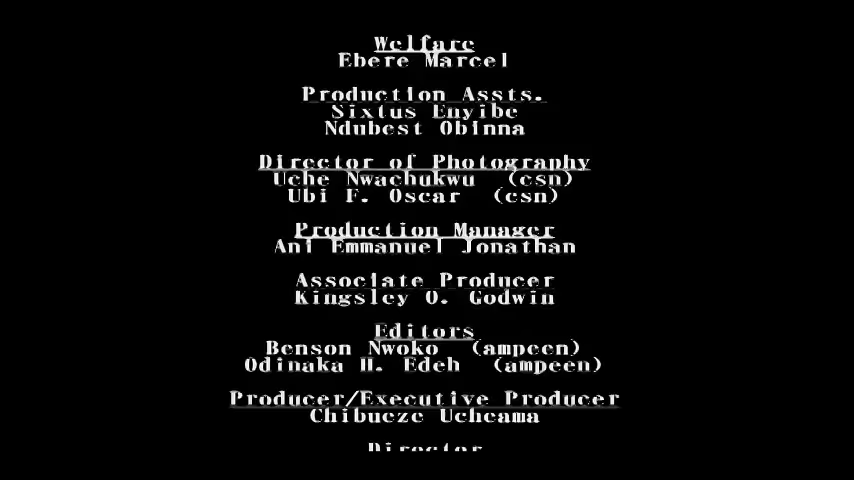 Welfare
Ebere Marcel
Production Assts.
Sixtus Enyibe
Ndubest Obinna
Director of Photography
Uche Nwachukwu (csn)
Ubi F. Oscar (csn)
Production Manager
Ani Emmanuel Jonathan
Associate Producer
Kingsley O. Godwin
Editors
Benson Nwoko (ampeen)
Odinaka H. Edeh (ampeen)
Producer/Executive Producer
Chibueze Ucheama
Director